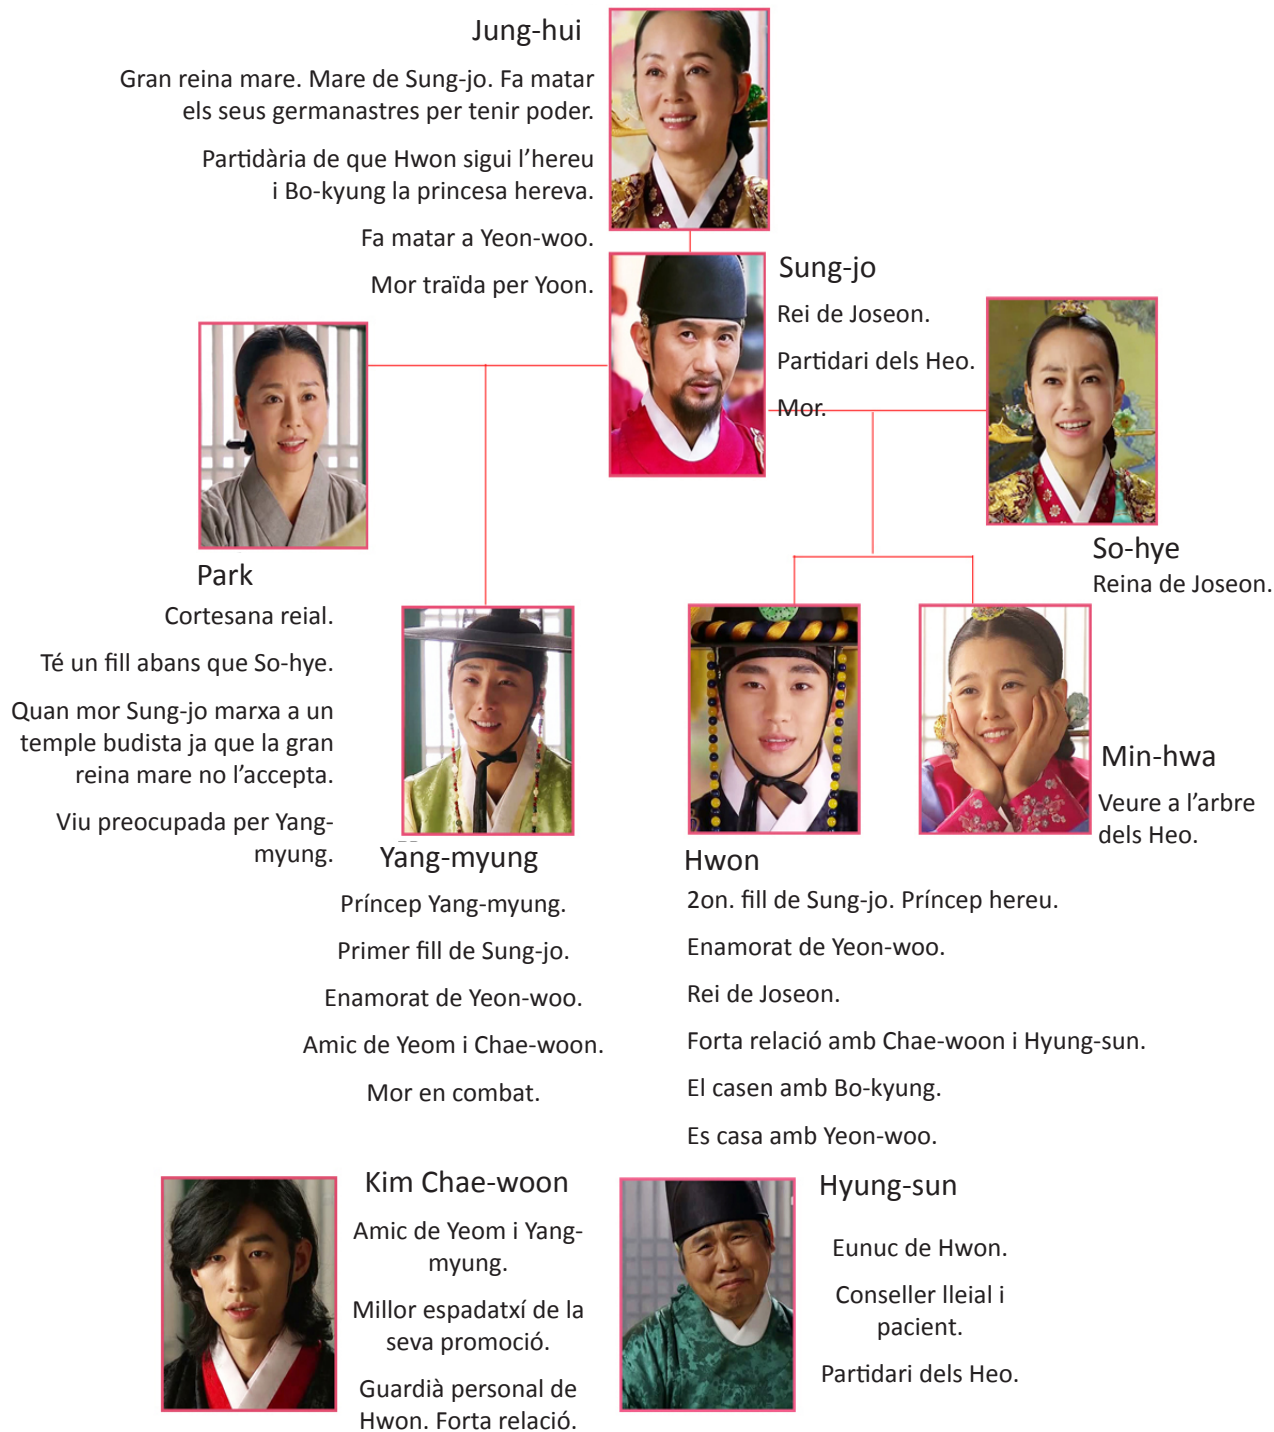 Jung-hui
Gran reina mare. Mare de Sung-jo. Fa matar
els seus germanastres per tenir poder.
Partidària de que Hwon sigui l'hereu
i Bo-kyung la princesa hereva.
Fa matar a Yeon-woo.
Mor traïda per Yoon.
Sung-jo
Rei de Joseon.
Partidari dels Heo.
Mor.
So-hye
Reina de Joseon.
Park
Cortesana reial.
Té un fill abans que So-hye.
Quan mor Sung-jo marxa a un
temple budista ja que la gran
reina mare no l'accepta.
Viu preocupada per Yang-
myung.
Yang-myung
Príncep Yang-myung.
Primer fill de Sung-jo.
Enamorat de Yeon-woo.
Amic de Yeom i Chae-woon.
Mor en combat.
Hwon
2on. fill de Sung-jo. Príncep hereu.
Enamorat de Yeon-woo.
Rei de Joseon.
Forta relació amb Chae-woon i Hyung-sun.
El casen amb Bo-kyung.
Es casa amb Yeon-woo.
Min-hwa
Veure a l'arbre
dels Heo.
Kim Chae-woon
Amic de Yeom i Yang-
myung.
Millor espadatxí de la
seva promoció.
Guardià personal de
Hwon. Forta relació.
Hyung-sun
Eunuc de Hwon.
Conseller lleial i
pacient.
Partidari dels Heo.